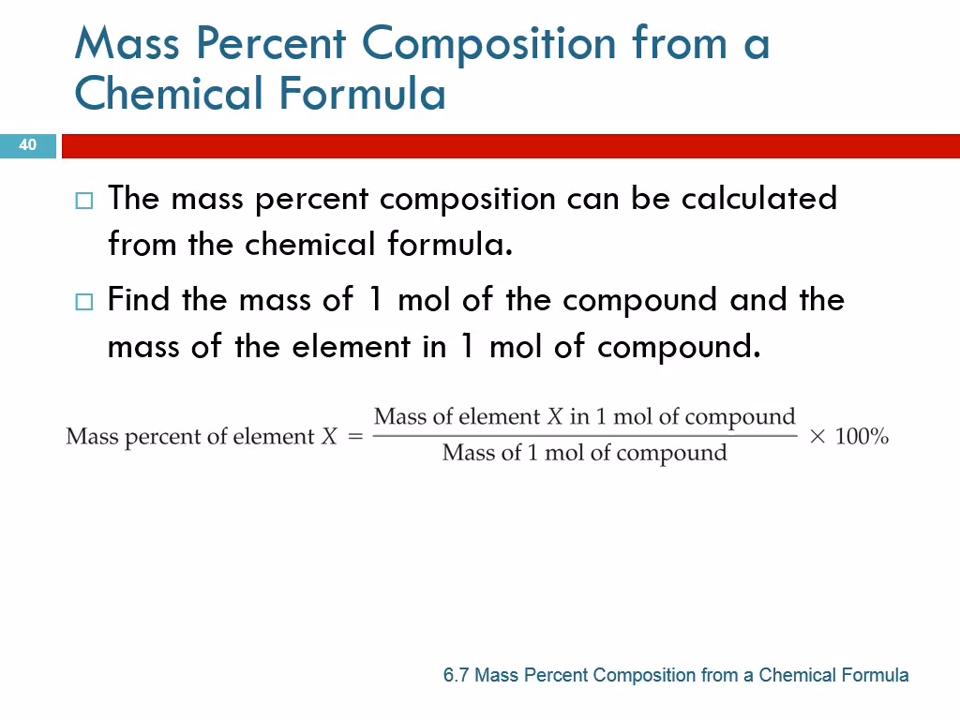 Mass Percent Composition from a
Chemical Formula
40
The mass percent composition can be calculated
from the chemical formula.
Find the mass of 1 mol of the compound and the
mass of the element in 1 mol of compound.
Mass percent of element X = Mass of element X in 1 mol of compound / Mass of 1 mol of compound × 100%
6.7 Mass Percent Composition from a Chemical Formula